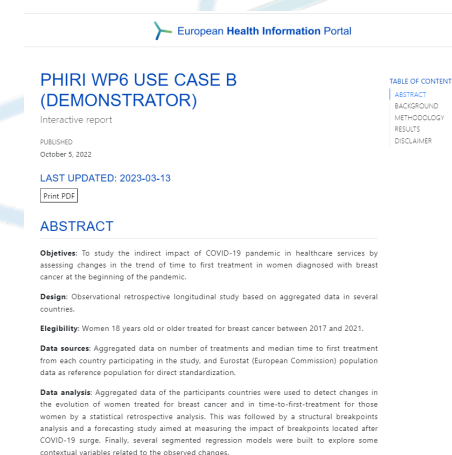 European Health Information Portal
PHIRI WP6 USE CASE B
(DEMONSTRATOR)
Interactive report
PUBLISHED
October 5, 2022
LAST UPDATED: 2023-03-13
Print PDF
TABLE OF CONTENT
ABSTRACT
BACKGROUND
METHODOLOGY
RESULTS
DISCLAIMER
ABSTRACT
Objetives: To study the indirect impact of COVID-19 pandemic in healthcare services by
assessing changes in the trend of time to first treatment in women diagnosed with breast
cancer at the beginning of the pandemic.
Design: Observational retrospective longitudinal study based on aggregated data in several
countries.
Elegibility: Women 18 years old or older treated for breast cancer between 2017 and 2021.
Data sources: Aggregated data on number of treatments and median time to first treatment
from each country participating in the study, and Eurostat (European Commission) population
data as reference population for direct standardization.
Data analysis: Aggregated data of the participants countries were used to detect changes in
the evolution of women treated for breast cancer and in time-to-first-treatment for those
women by a statistical retrospective analysis. This was followed by a structural breakpoints
analysis and a forecasting study aimed at measuring the impact of breakpoints located after
COVID-19 surge. Finally, several segmented regression models were built to explore some
contextual variables related to the observed changes.